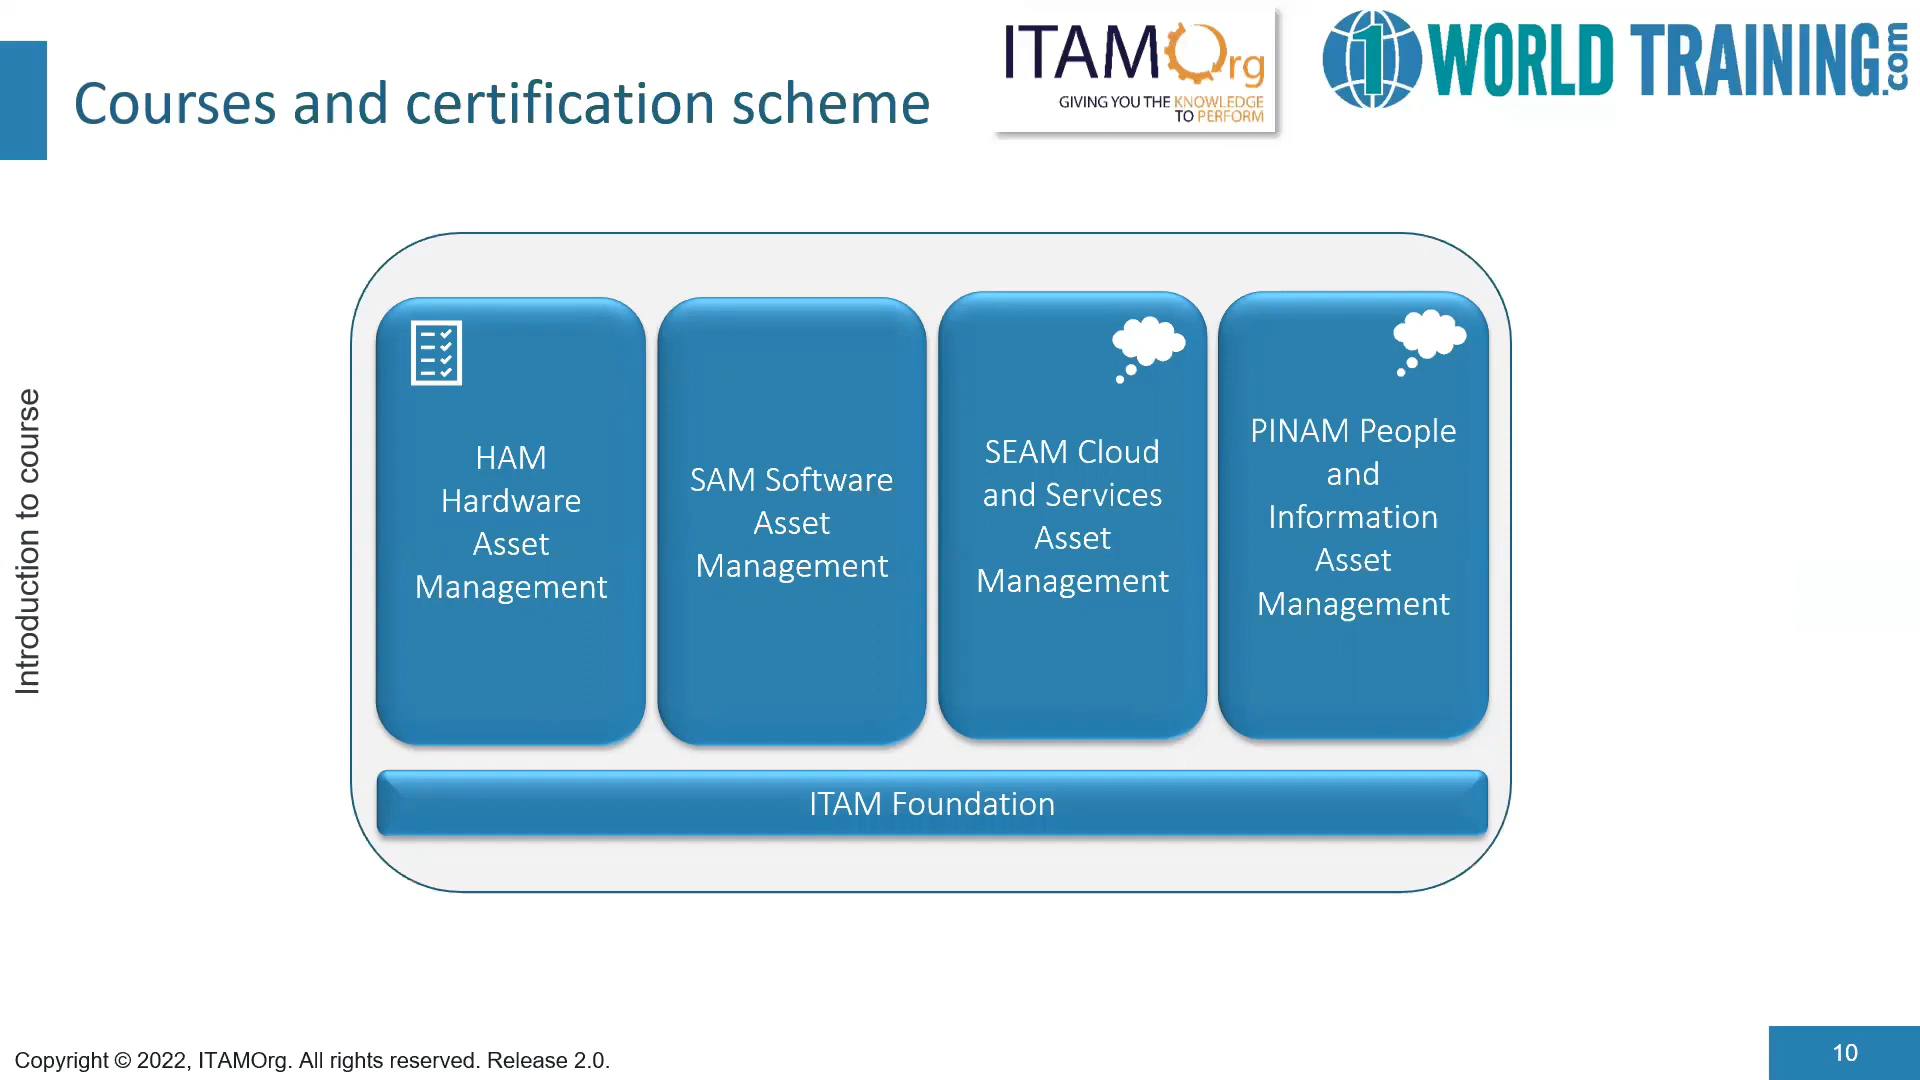 Courses and certification scheme
ITAMOrg
GIVING YOU THE KNOWLEDGE
TO PERFORM
1 WORLD TRAINING.com
Introduction to course
HAM
Hardware
Asset
Management
SAM Software
Asset
Management
SEAM Cloud
and Services
Asset
Management
PINAM People
and
Information
Asset
Management
ITAM Foundation
Copyright © 2022, ITAMOrg. All rights reserved. Release 2.0.
10